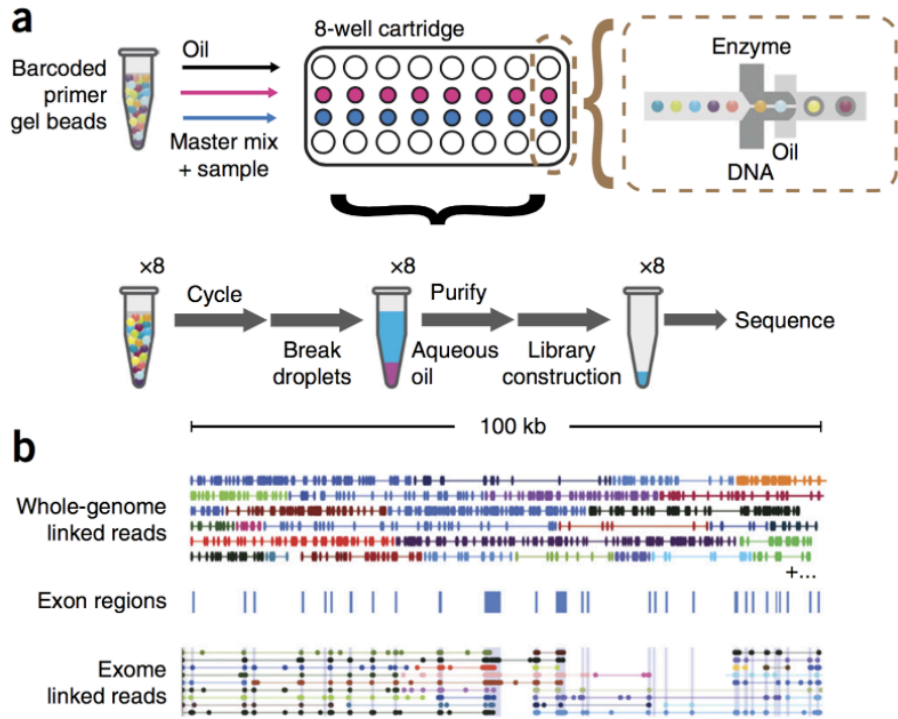 a
8-well cartridge
Barcoded
primer
gel beads
Oil
Master mix
+ sample
Enzyme
Oil
DNA
×8
Cycle
Break
droplets
×8
Purify
Aqueous
oil
Library
construction
×8
Sequence
b
100 kb
Whole-genome
linked reads
+...
Exon regions
Exome
linked reads